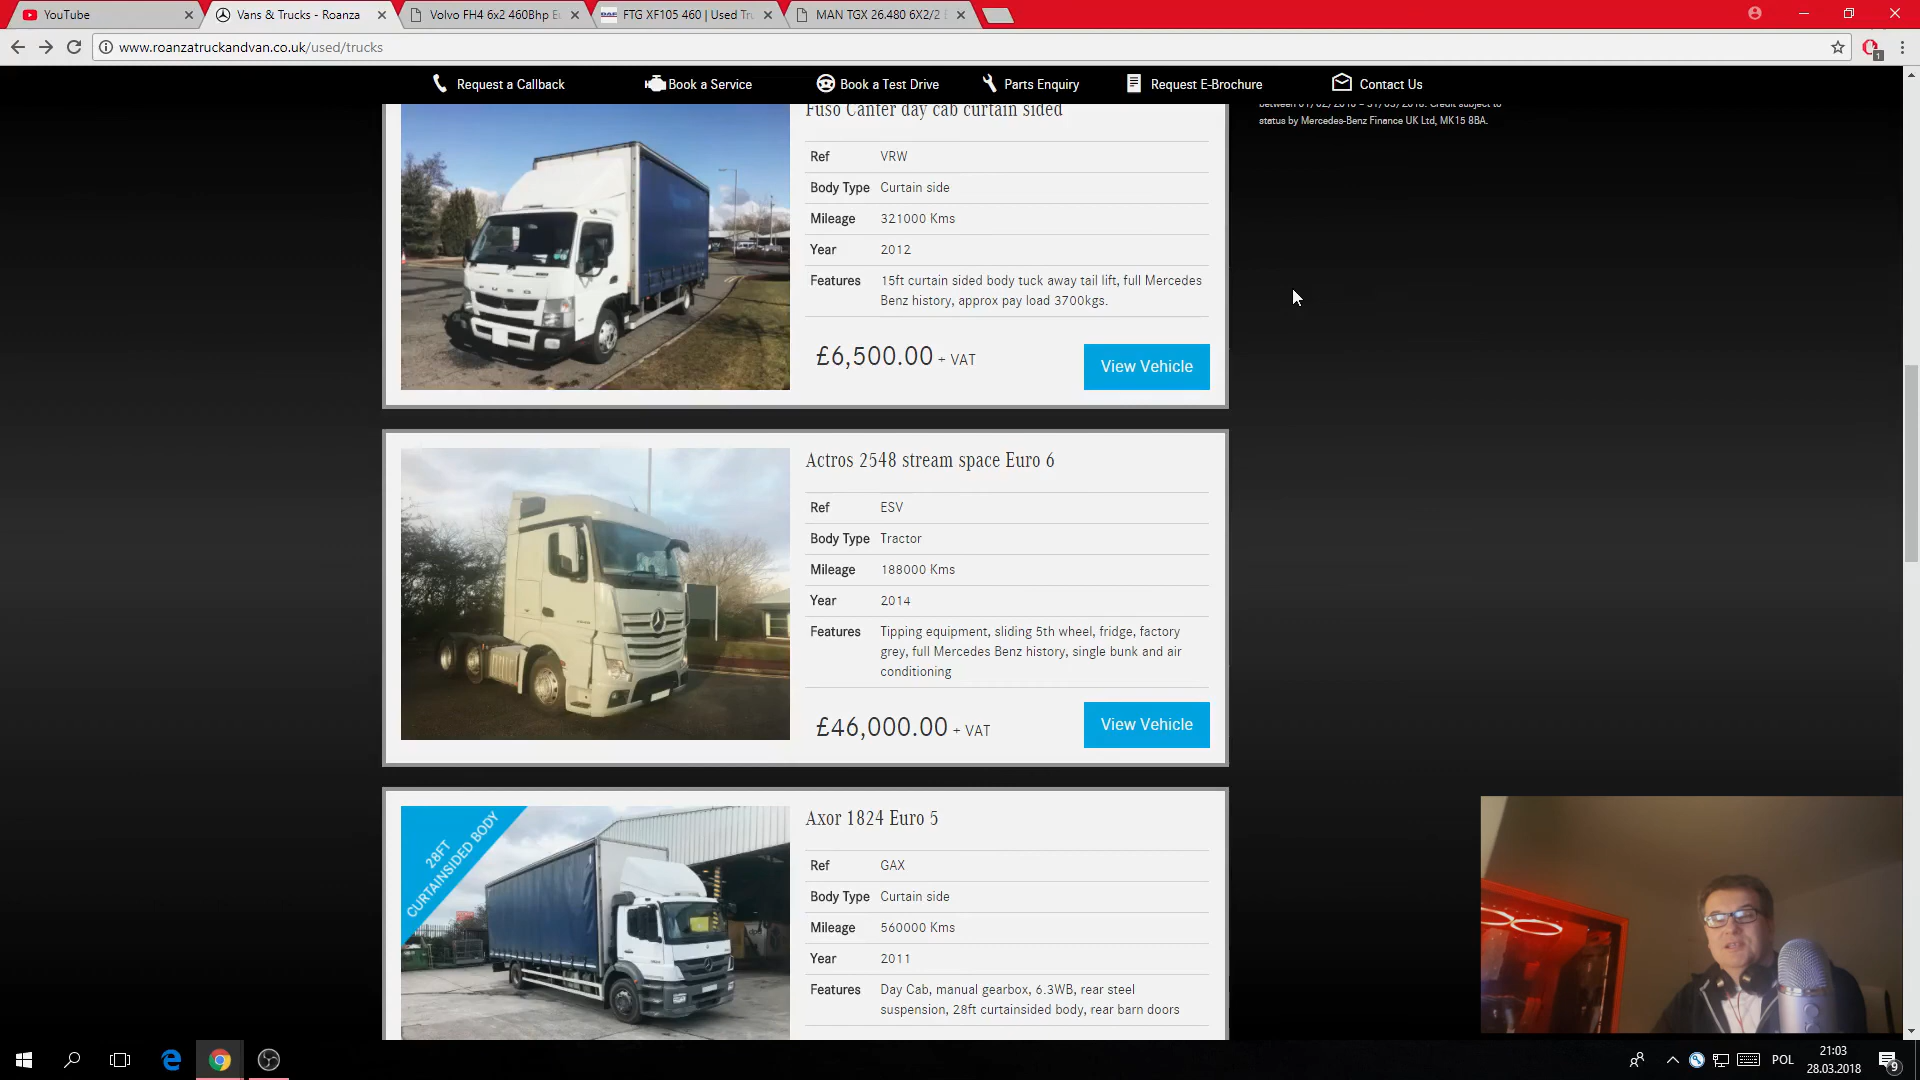 YouTube
Vans & Trucks - Roanza
Volvo FH4 6x2 460Bhp Eu
DAF
FTG XF105 460 | Used Tru
MAN TGX 26.480 6X2/2 E
www.roanzatruckandvan.co.uk/used/trucks
1
Request a Callback
Book a Service
Book a Test Drive
Parts Enquiry
Request E-Brochure
Contact Us
status by Mercedes-Benz Finance UK Ltd, MK15 8BA.
Fuso Canter day cab curtain sided
Ref VRW
Body Type Curtain side
Mileage 321000 Kms
Year 2012
Features 15ft curtain sided body tuck away tail lift, full Mercedes
Benz history, approx pay load 3700kgs.
£6,500.00 + VAT
View Vehicle
Actros 2548 stream space Euro 6
Ref ESV
Body Type Tractor
Mileage 188000 Kms
Year 2014
Features Tipping equipment, sliding 5th wheel, fridge, factory
grey, full Mercedes Benz history, single bunk and air
conditioning
£46,000.00 + VAT
View Vehicle
28FT
CURTAINSIDED BODY
Axor 1824 Euro 5
Ref GAX
Body Type Curtain side
Mileage 560000 Kms
Year 2011
Features Day Cab, manual gearbox, 6.3WB, rear steel
suspension, 28ft curtainsided body, rear barn doors
POL
21:03
28.03.2018
9